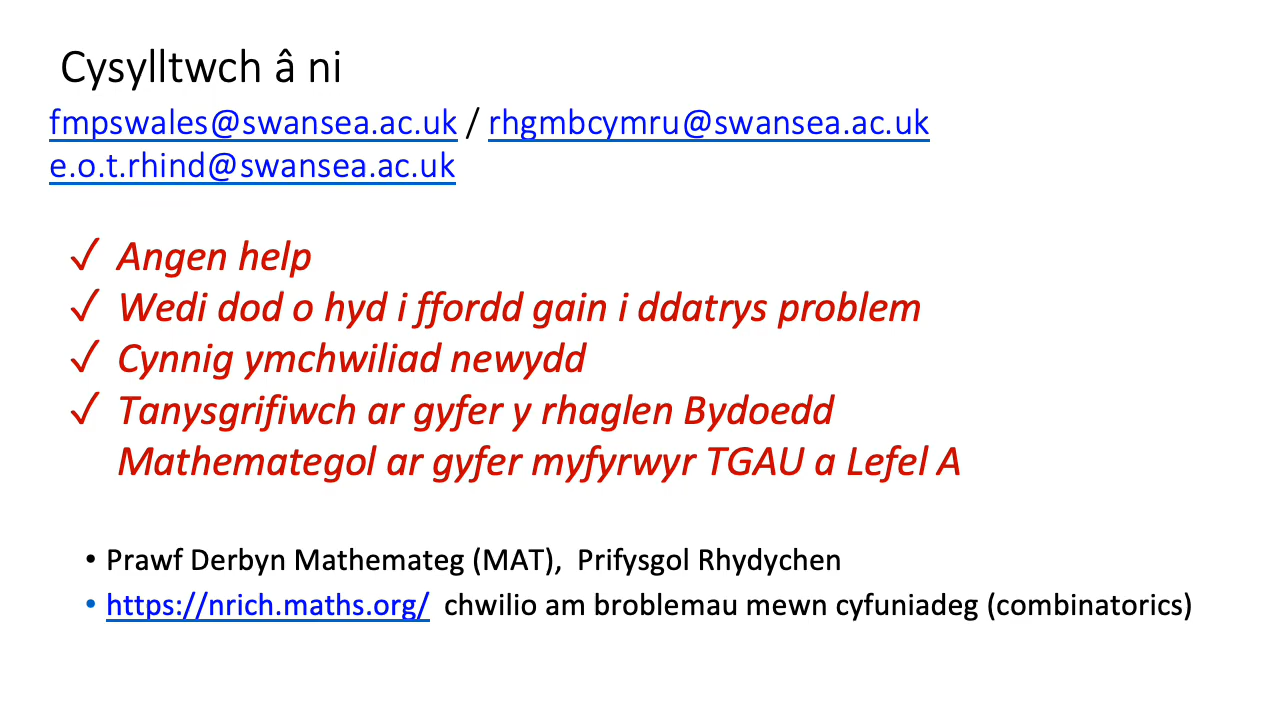 Cysylltwch â ni
fmpswales@swansea.ac.uk / rhgmbcymru@swansea.ac.uk
e.o.t.rhind@swansea.ac.uk
✓ Angen help
✓ Wedi dod o hyd i ffordd gain i ddatrys problem
✓ Cynnig ymchwiliad newydd
✓ Tanysgrifiwch ar gyfer y rhaglen Bydoedd
Mathemategol ar gyfer myfyrwyr TGAU a Lefel A
• Prawf Derbyn Mathemateg (MAT), Prifysgol Rhydychen
• https://nrich.maths.org/ chwilio am broblemau mewn cyfuniadeg (combinatorics)